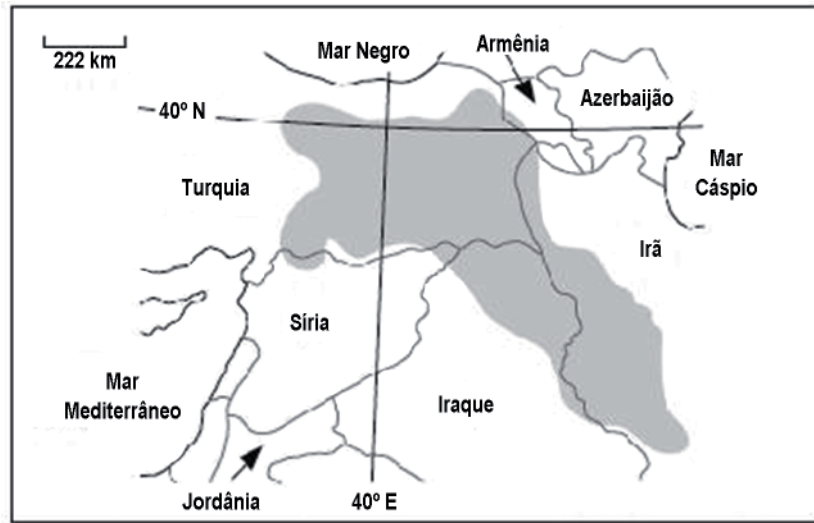 Mar Negro
Armênia
222 km
Azerbaijão
40º N
Mar
Cáspio
Turquia
Irã
Síria
Mar
Mediterrâneo
Iraque
Jordânia
40º E